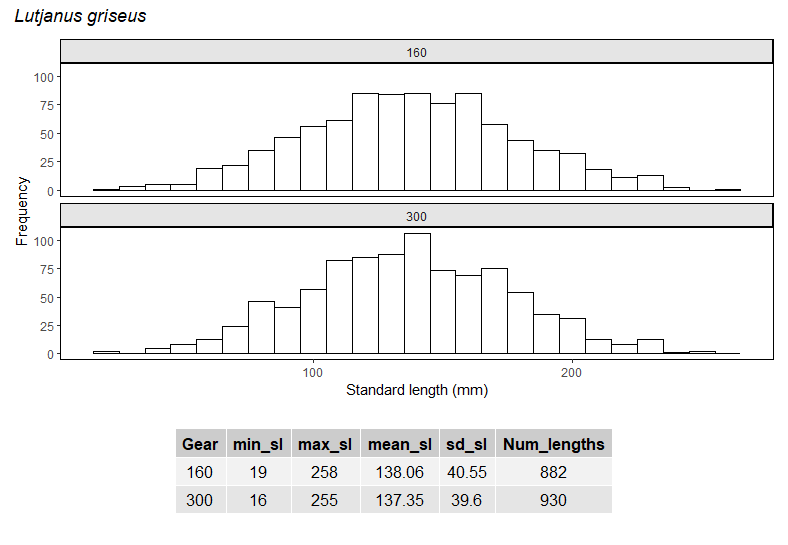 Lutjanus griseus
160
100
75
50
25
0
Frequency
300
100
75
50
25
0
100 200
Standard length (mm)
Gear min_sl max_sl mean_sl sd_sl Num_lengths
160 19 258 138.06 40.55 882
300 16 255 137.35 39.6 930